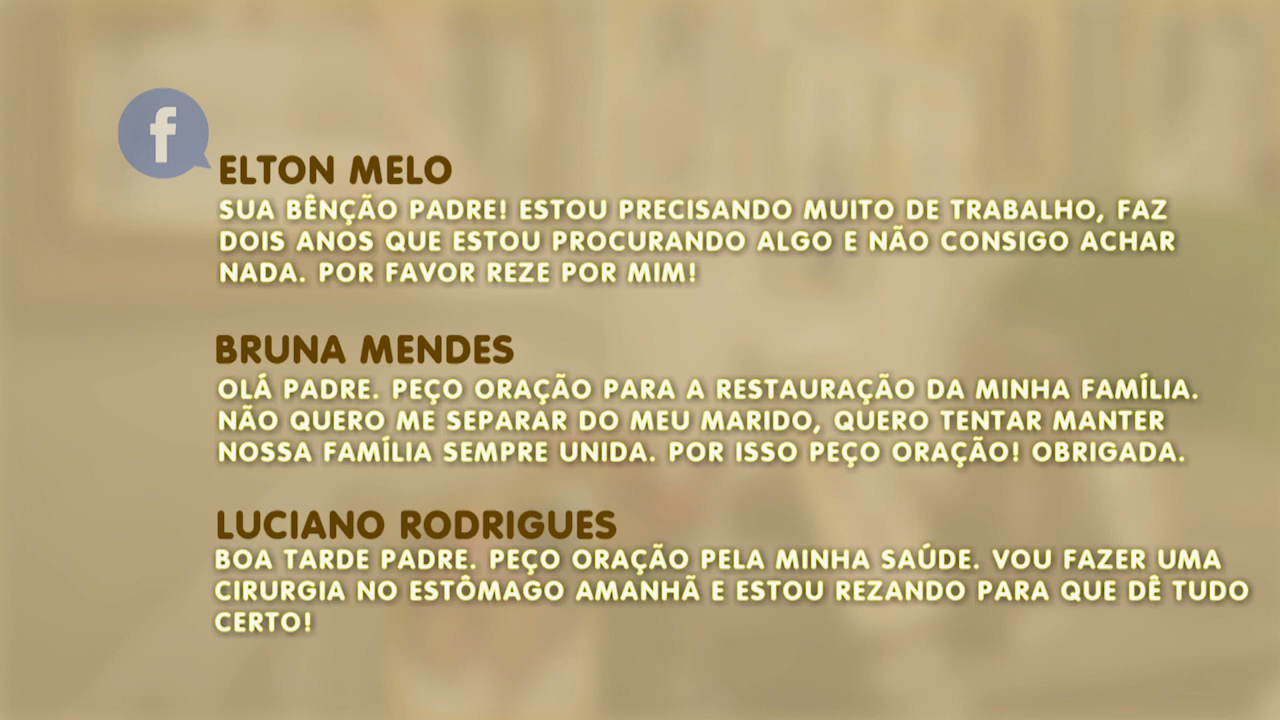 f
ELTON MELO
SUA BÊNÇÃO PADRE! ESTOU PRECISANDO MUITO DE TRABALHO, FAZ
DOIS ANOS QUE ESTOU PROCURANDO ALGO E NÃO CONSIGO ACHAR
NADA. POR FAVOR REZE POR MIM!
BRUNA MENDES
OLÁ PADRE. PEÇO ORAÇÃO PARA A RESTAURAÇÃO DA MINHA FAMÍLIA.
NÃO QUERO ME SEPARAR DO MEU MARIDO, QUERO TENTAR MANTER
NOSSA FAMÍLIA SEMPRE UNIDA. POR ISSO PEÇO ORAÇÃO! OBRIGADA.
LUCIANO RODRIGUES
BOA TARDE PADRE. PEÇO ORAÇÃO PELA MINHA SAÚDE. VOU FAZER UMA
CIRURGIA NO ESTÔMAGO AMANHÃ E ESTOU REZANDO PARA QUE DÊ TUDO
CERTO!